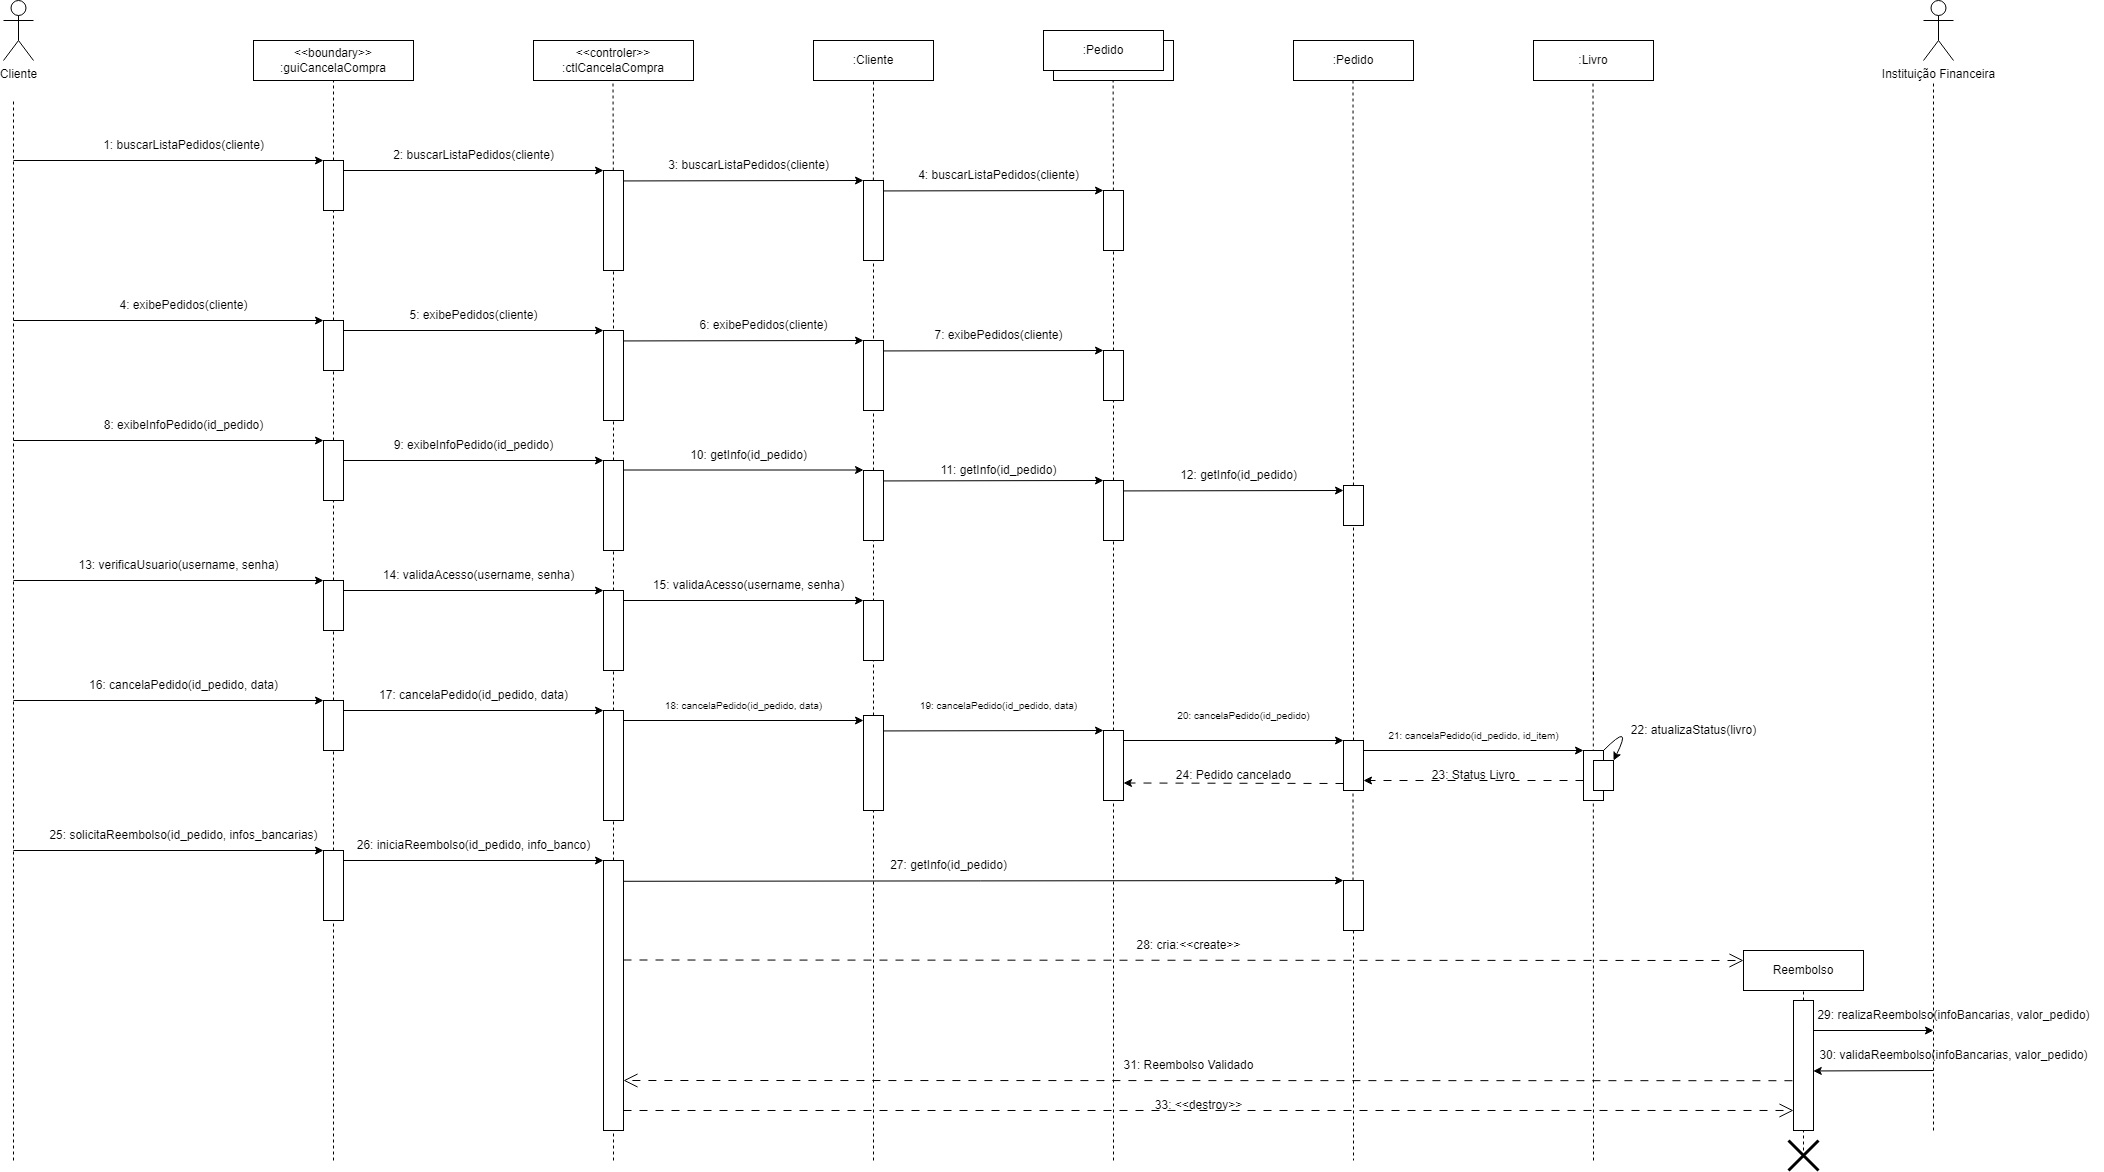 Cliente
<<boundary>>
:guiCancelaCompra
<<controler>>
:ctlCancelaCompra
:Cliente
:Pedido
:Pedido
:Livro
Instituição Financeira
1: buscarListaPedidos(cliente)
2: buscarListaPedidos(cliente)
3: buscarListaPedidos(cliente)
4: buscarListaPedidos(cliente)
4: exibePedidos(cliente)
5: exibePedidos(cliente)
6: exibePedidos(cliente)
7: exibePedidos(cliente)
8: exibeInfoPedido(id_pedido)
9: exibeInfoPedido(id_pedido)
10: getInfo(id_pedido)
11: getInfo(id_pedido)
12: getInfo(id_pedido)
13: verificaUsuario(username, senha)
14: validaAcesso(username, senha)
15: validaAcesso(username, senha)
16: cancelaPedido(id_pedido, data)
17: cancelaPedido(id_pedido, data)
18: cancelaPedido(id_pedido, data)
19: cancelaPedido(id_pedido, data)
20: cancelaPedido(id_pedido)
21: cancelaPedido(id_pedido, id_item)
22: atualizaStatus(livro)
23: Status Livro
24: Pedido cancelado
25: solicitaReembolso(id_pedido, infos_bancarias)
26: iniciaReembolso(id_pedido, info_banco)
27: getInfo(id_pedido)
28: cria:<<create>>
Reembolso
29: realizaReembolso(infoBancarias, valor_pedido)
30: validaReembolso(infoBancarias, valor_pedido)
31: Reembolso Validado
33: <<destroy>>